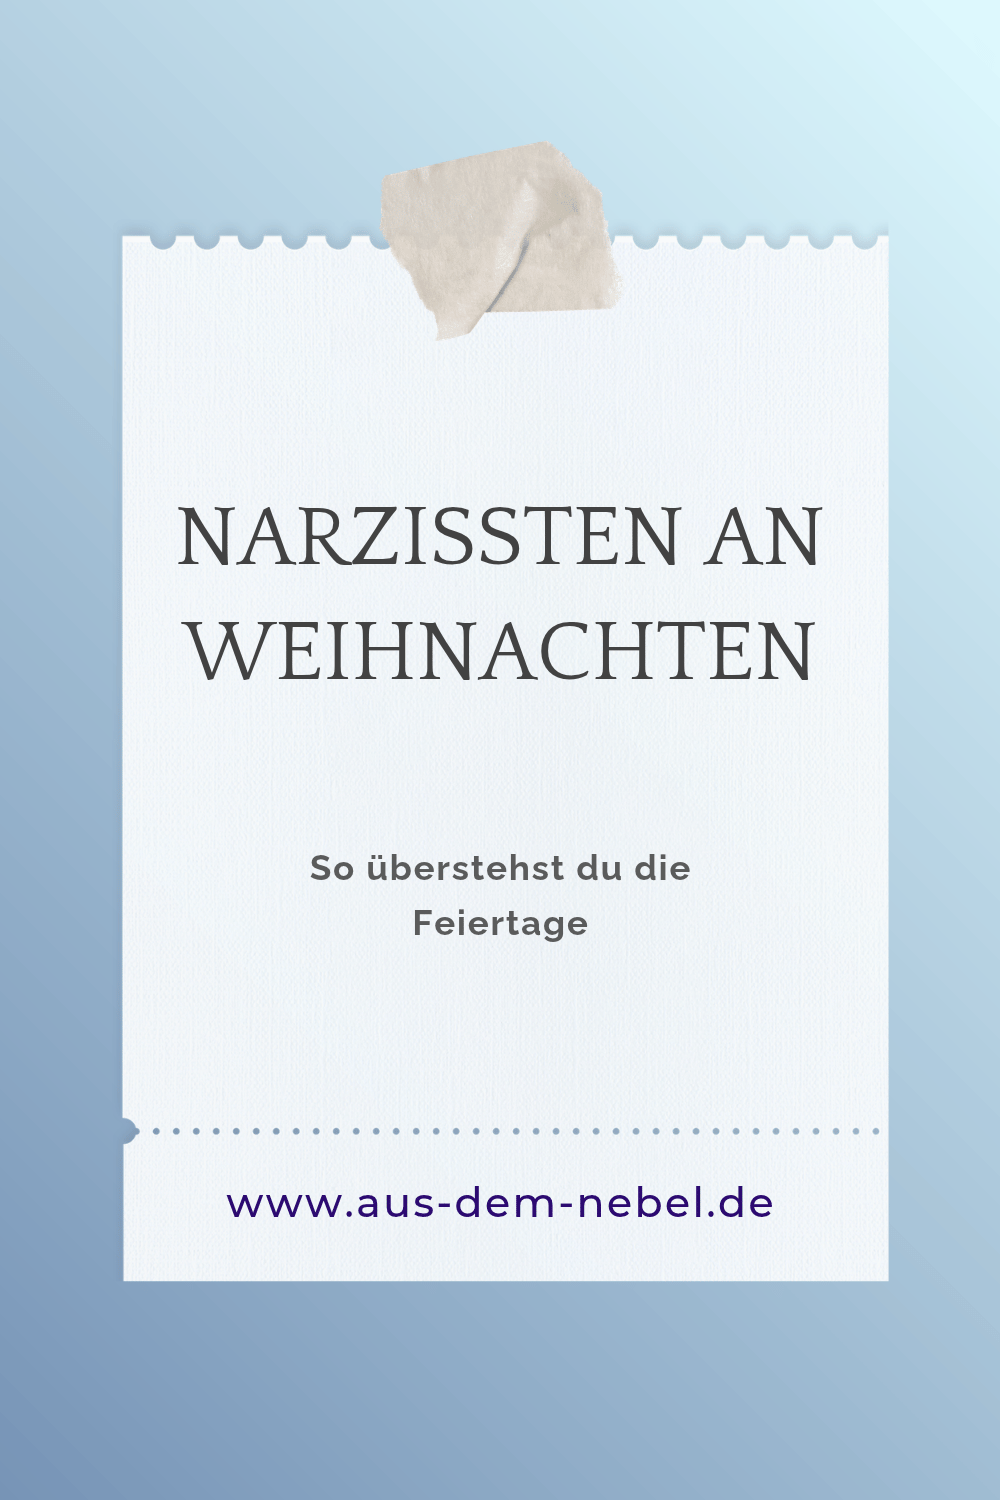 NARZISSTEN AN
WEIHNACHTEN
So überstehst du die
Feiertage
www.aus-dem-nebel.de